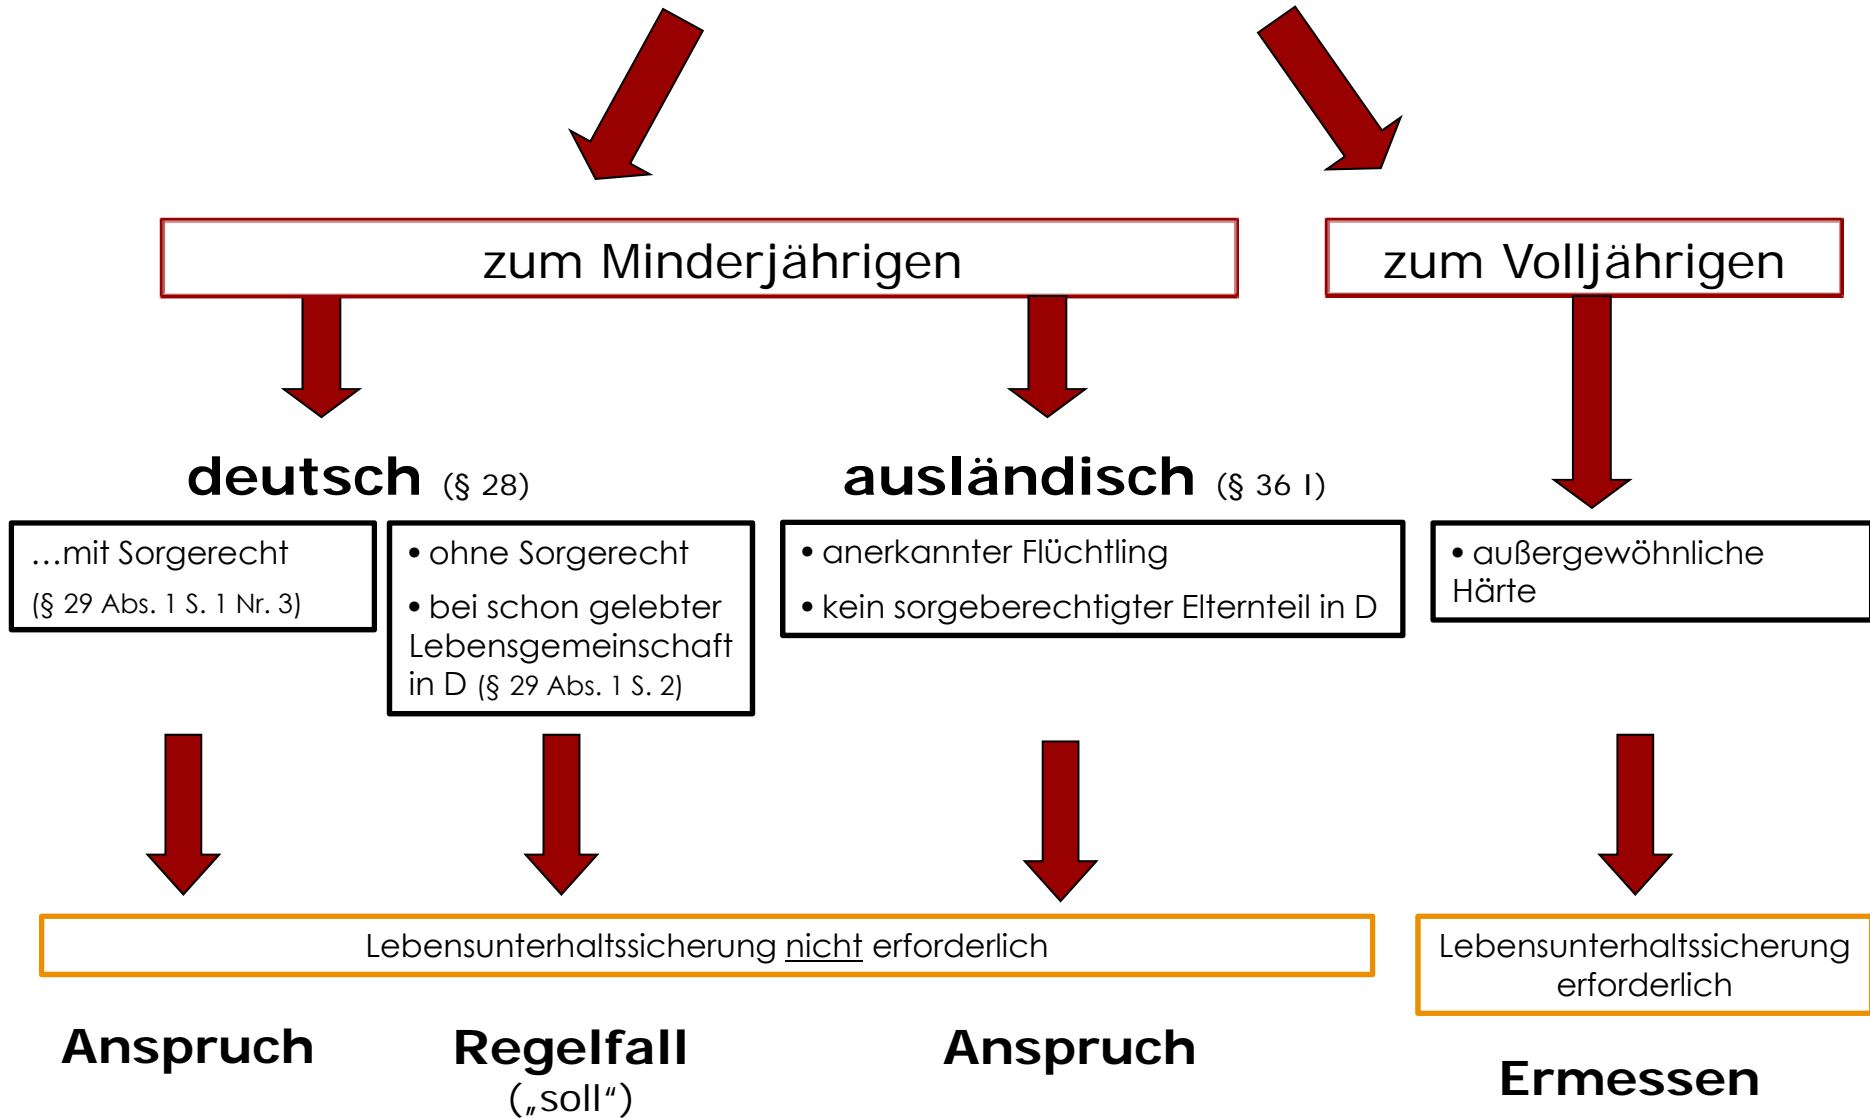 zum Minderjährigen
zum Volljährigen
deutsch (§ 28)
ausländisch (§ 36 I)
...mit Sorgerecht
(§ 29 Abs. 1 S. 1 Nr. 3)
• ohne Sorgerecht
• bei schon gelebter
Lebensgemeinschaft
in D (§ 29 Abs. 1 S. 2)
• anerkannter Flüchtling
• kein sorgeberechtigter Elternteil in D
• außergewöhnliche
Härte
Lebensunterhaltssicherung nicht erforderlich
Lebensunterhaltssicherung
erforderlich
Anspruch
Regelfall
(„soll“)
Anspruch
Ermessen